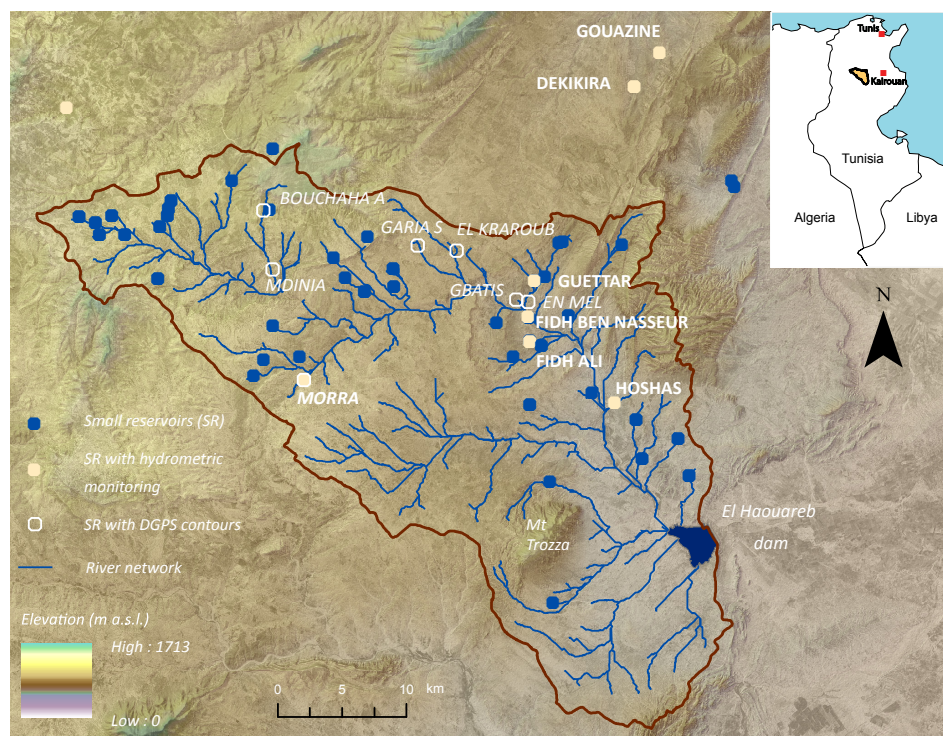 GOUAZINE
DEKIKIRA
Tunis
Kairouan
Tunisia
Algeria
Libya
BOUCHAHA A
GARIA S
EL KRAROUB
MOINIA
GBATIS
GUETTAR
EN MEL
FIDH BEN NASSEUR
FIDH ALI
MORRA
HOSHAS
N
Small reservoirs (SR)
SR with hydrometric
monitoring
SR with DGPS contours
River network
Mt
Trozza
El Haouareb
dam
Elevation (m a.s.l.)
High : 1713
Low : 0
0 5 10 km